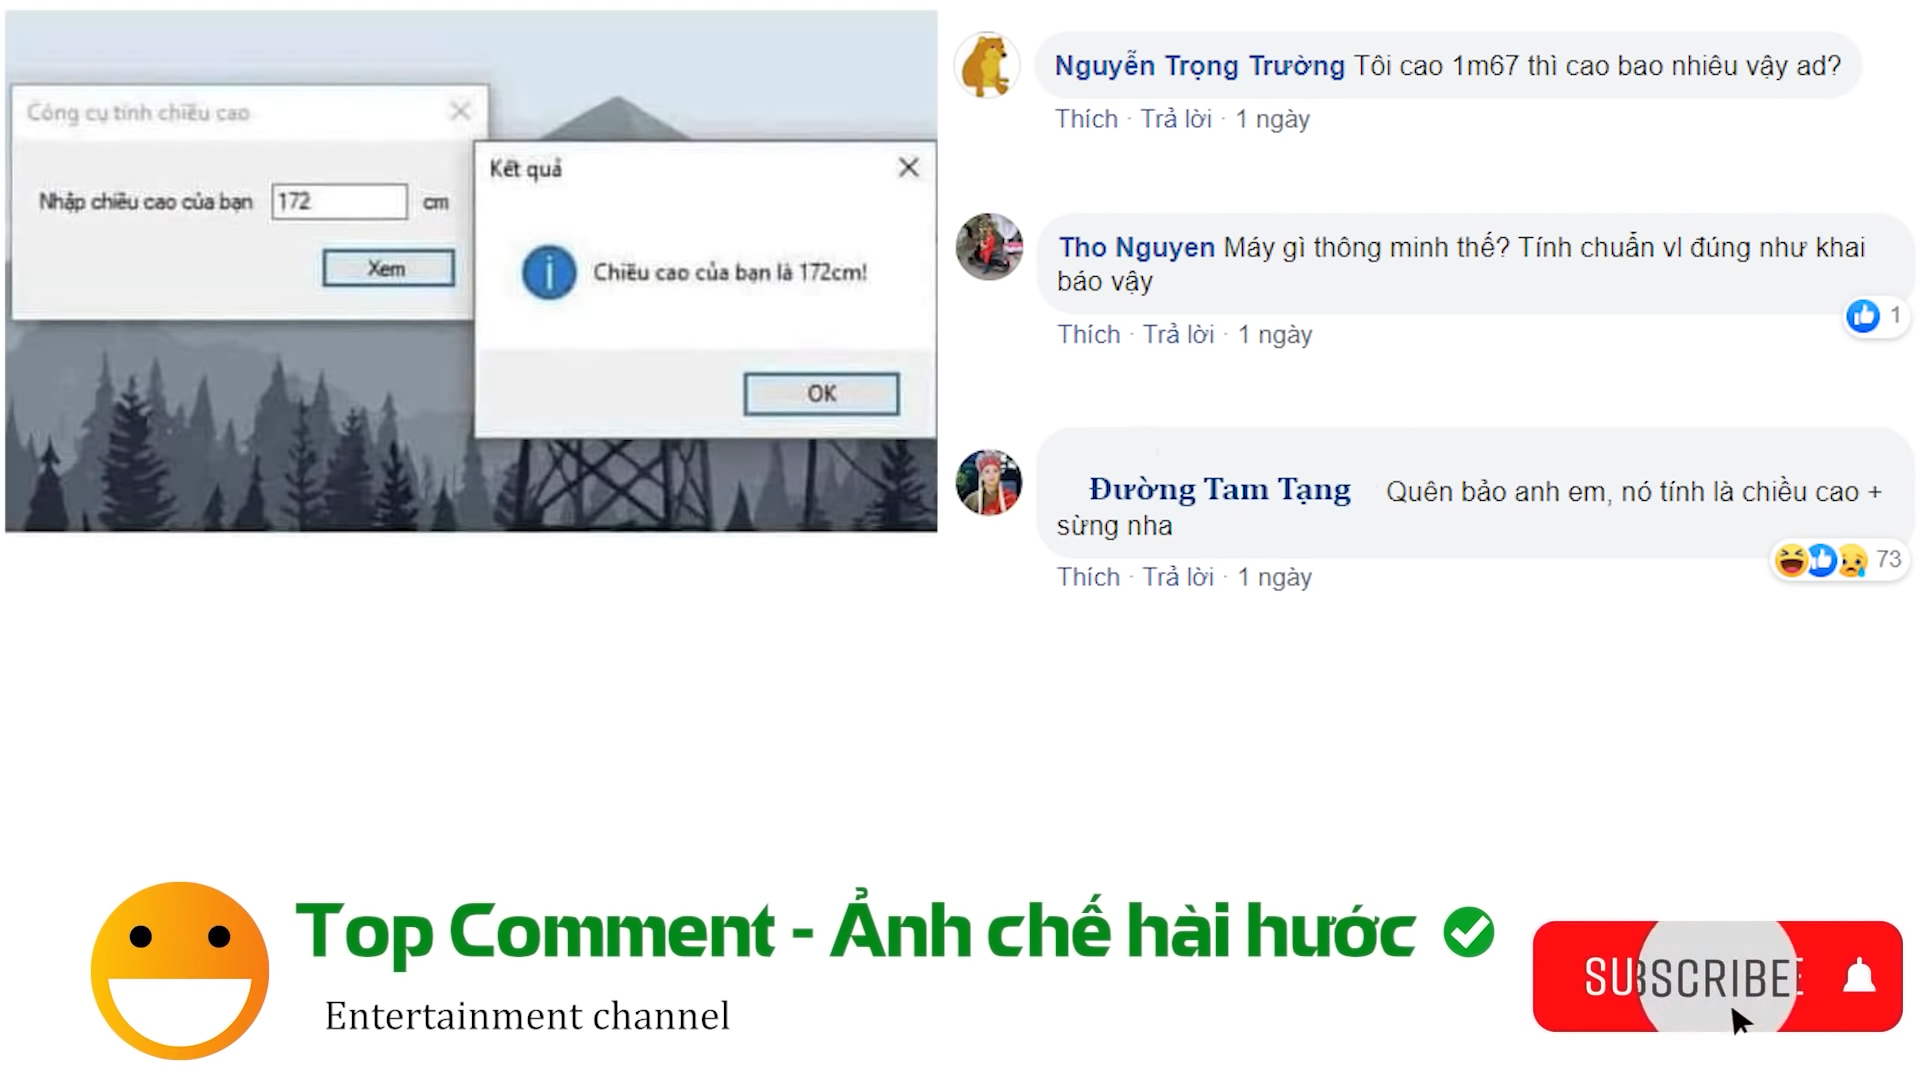 Công cụ tính chiều cao
Nhập chiều cao của bạn 172 cm
Xem
Kết quả
Chiều cao của bạn là 172cm!
OK
Nguyễn Trọng Trường Tôi cao 1m67 thì cao bao nhiêu vậy ad?
Thích · Trả lời · 1 ngày
Tho Nguyen Máy gì thông minh thế? Tính chuẩn vl đúng như khai
báo vậy
1
Thích · Trả lời · 1 ngày
Đường Tam Tạng Quên bảo anh em, nó tính là chiều cao +
sừng nha
73
Thích · Trả lời · 1 ngày
Top Comment - Ảnh chế hài hước
Entertainment channel
SUBSCRIBE